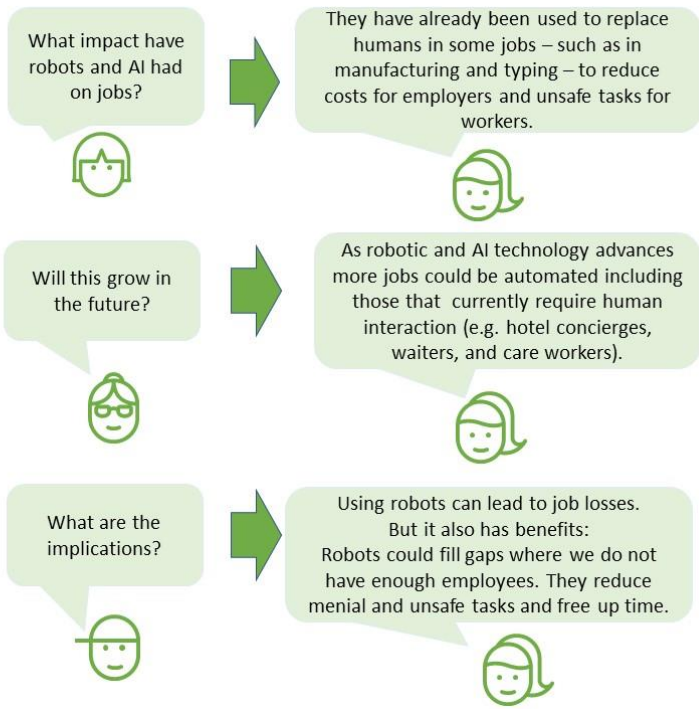 What impact have
robots and AI had
on jobs?
They have already been used to replace
humans in some jobs – such as in
manufacturing and typing – to reduce
costs for employers and unsafe tasks for
workers.
Will this grow in
the future?
As robotic and AI technology advances
more jobs could be automated including
those that  currently require human
interaction (e.g. hotel concierges,
waiters, and care workers).
What are the
implications?
Using robots can lead to job losses.
But it also has benefits:
Robots could fill gaps where we do not
have enough employees. They reduce
menial and unsafe tasks and free up time.